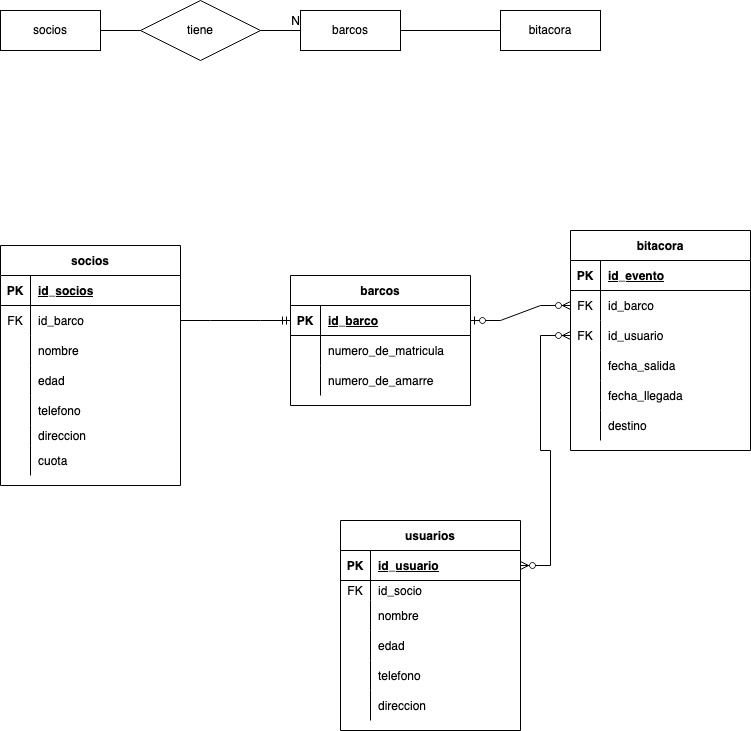 socios
tiene
N
barcos
bitacora
socios
PK id_socios
FK id_barco
nombre
edad
telefono
direccion
cuota
barcos
PK id_barco
numero_de_matricula
numero_de_amarre
bitacora
PK id_evento
FK id_barco
FK id_usuario
fecha_salida
fecha_llegada
destino
usuarios
PK id_usuario
FK id_socio
nombre
edad
telefono
direccion